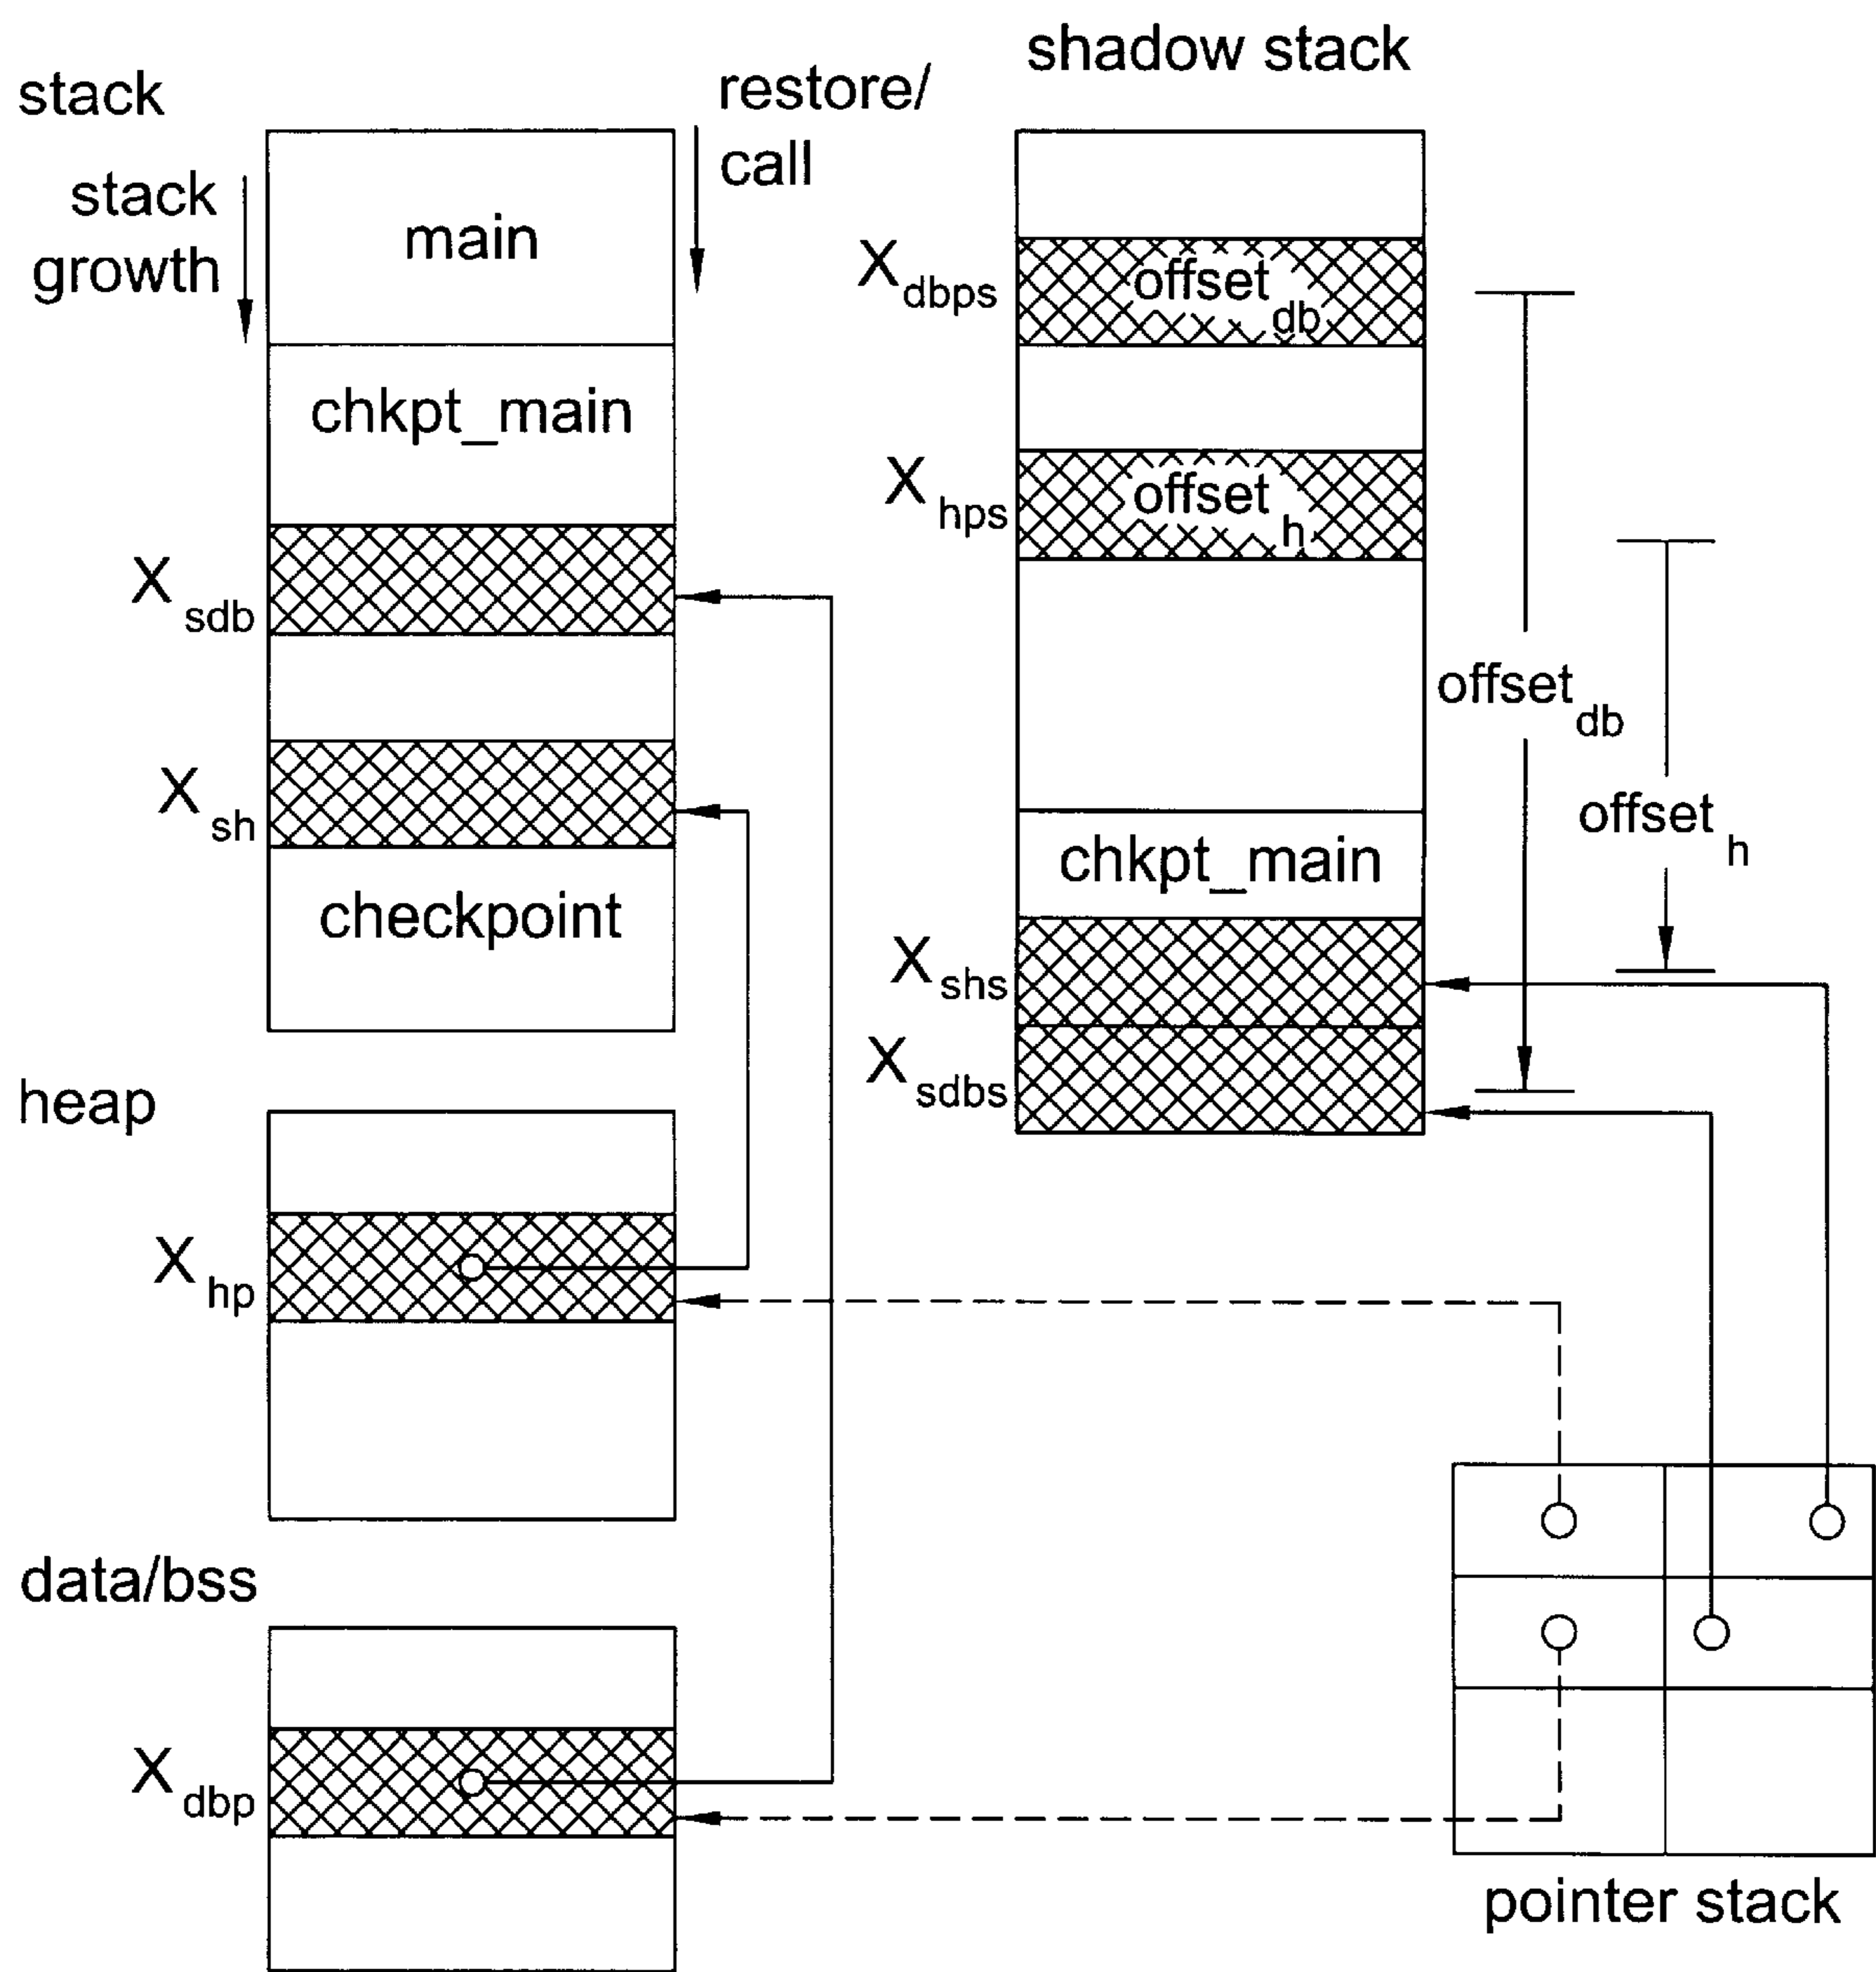 shadow stack
stack
restore/
call
stack
growth
main
X dbps
offset db
chkpt_main
X hps
offset h
X sdb
offset db
X sh
offset h
chkpt_main
checkpoint
X shs
X sdbs
heap
X hp
data/bss
X dbp
pointer stack